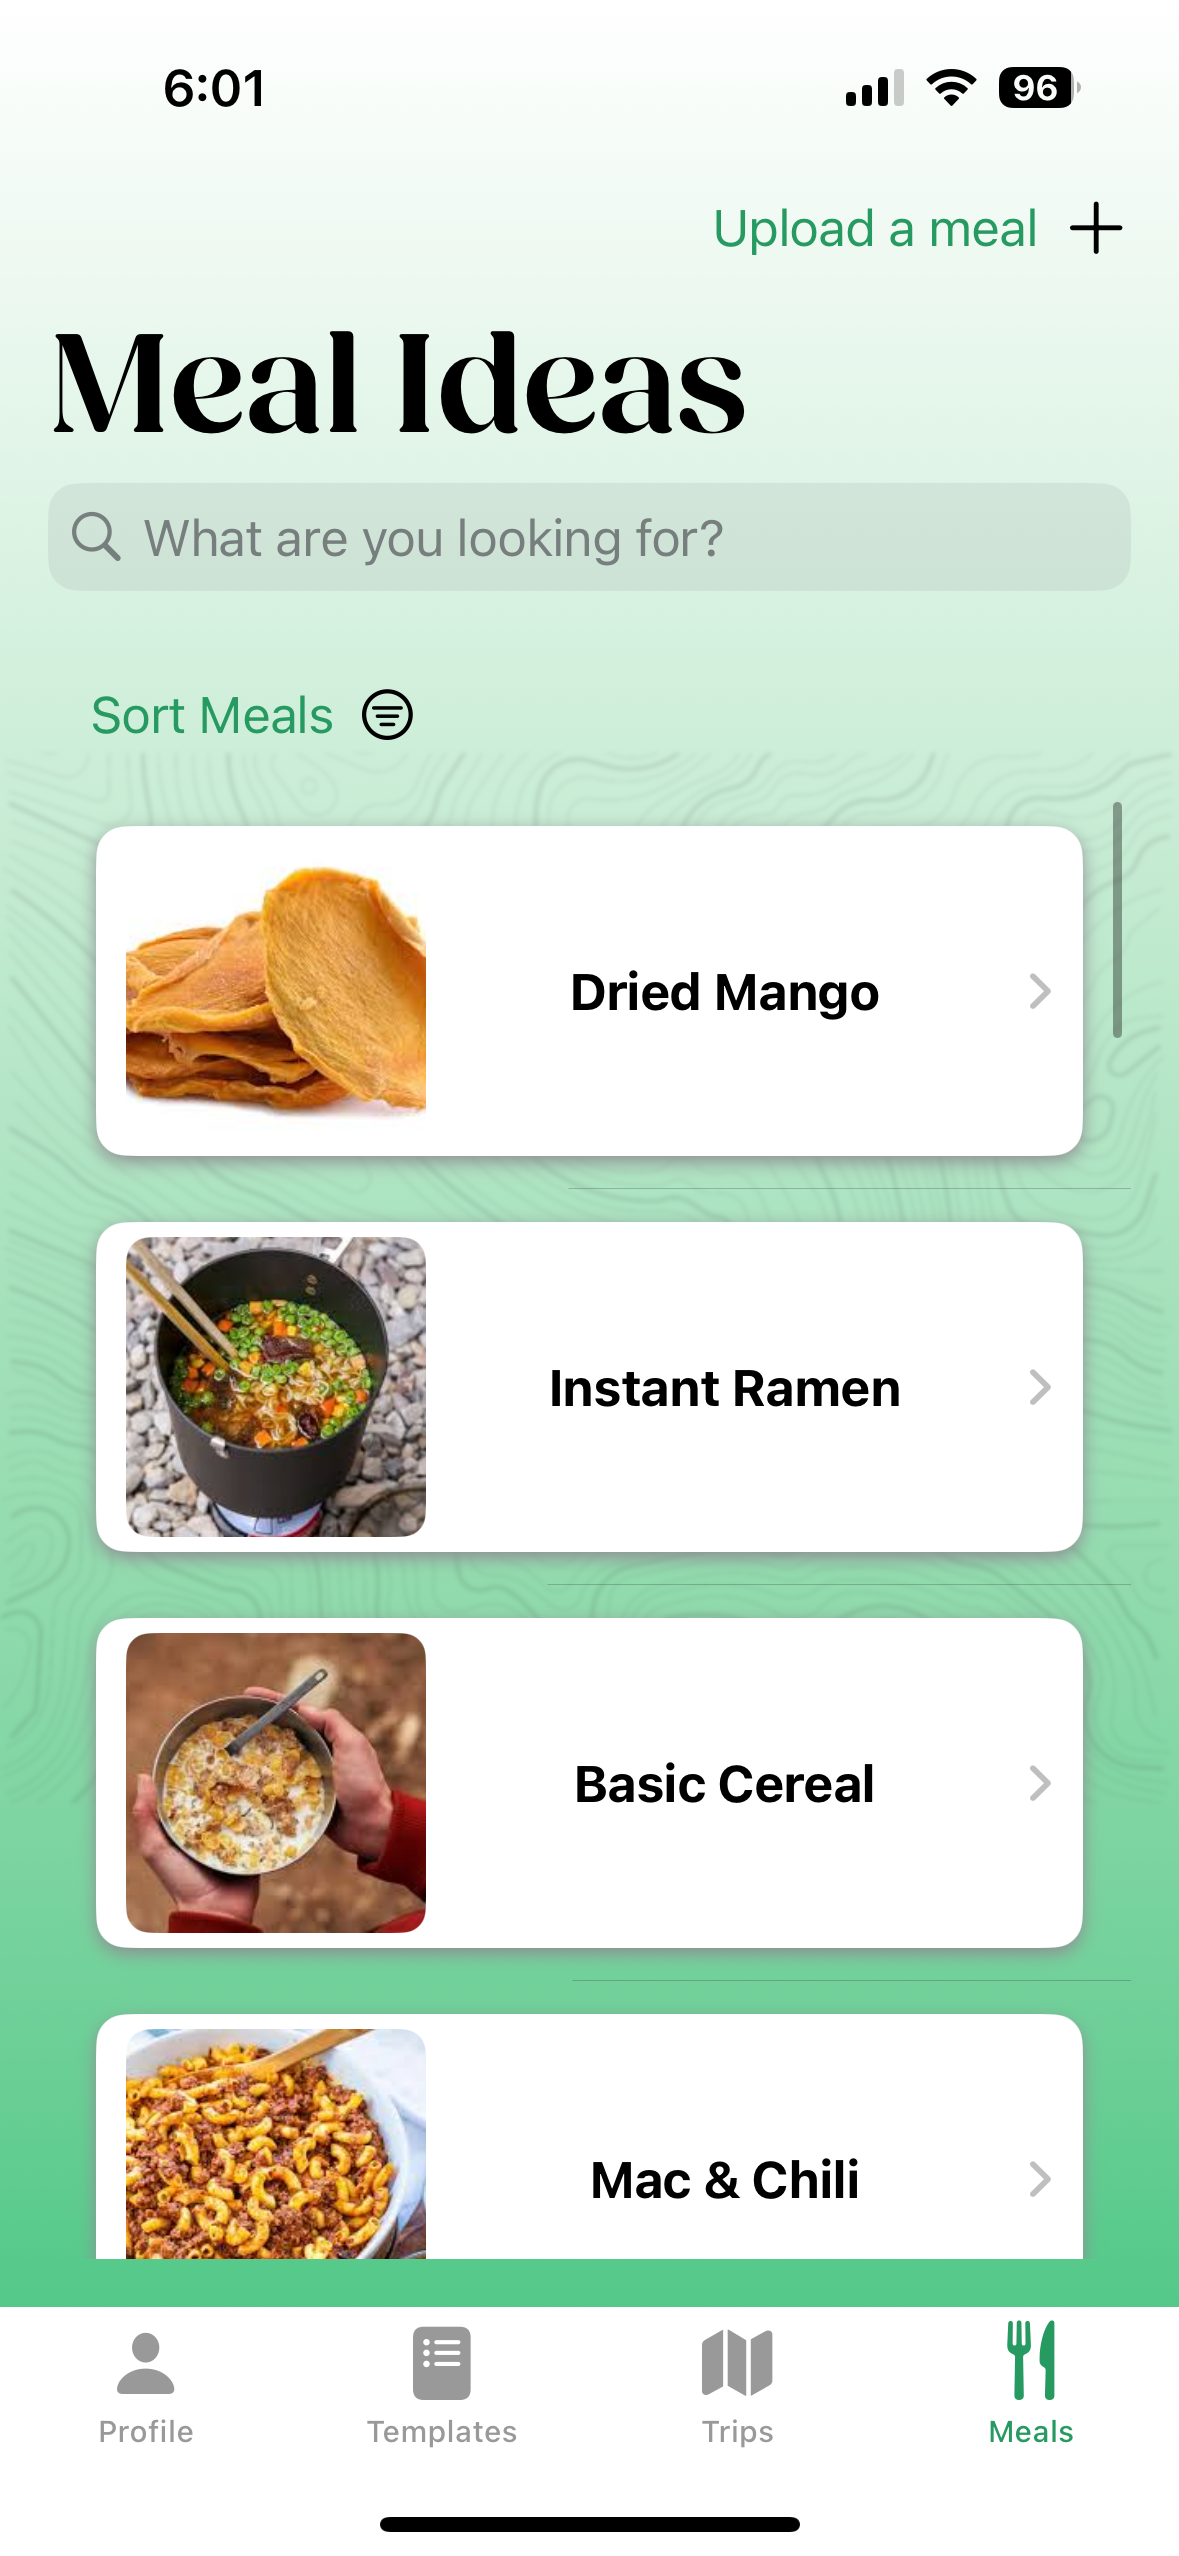 6:01
96
Upload a meal
Meal Ideas
What are you looking for?
Sort Meals
Dried Mango
Instant Ramen
Basic Cereal
Mac & Chili
Profile
Templates
Trips
Meals